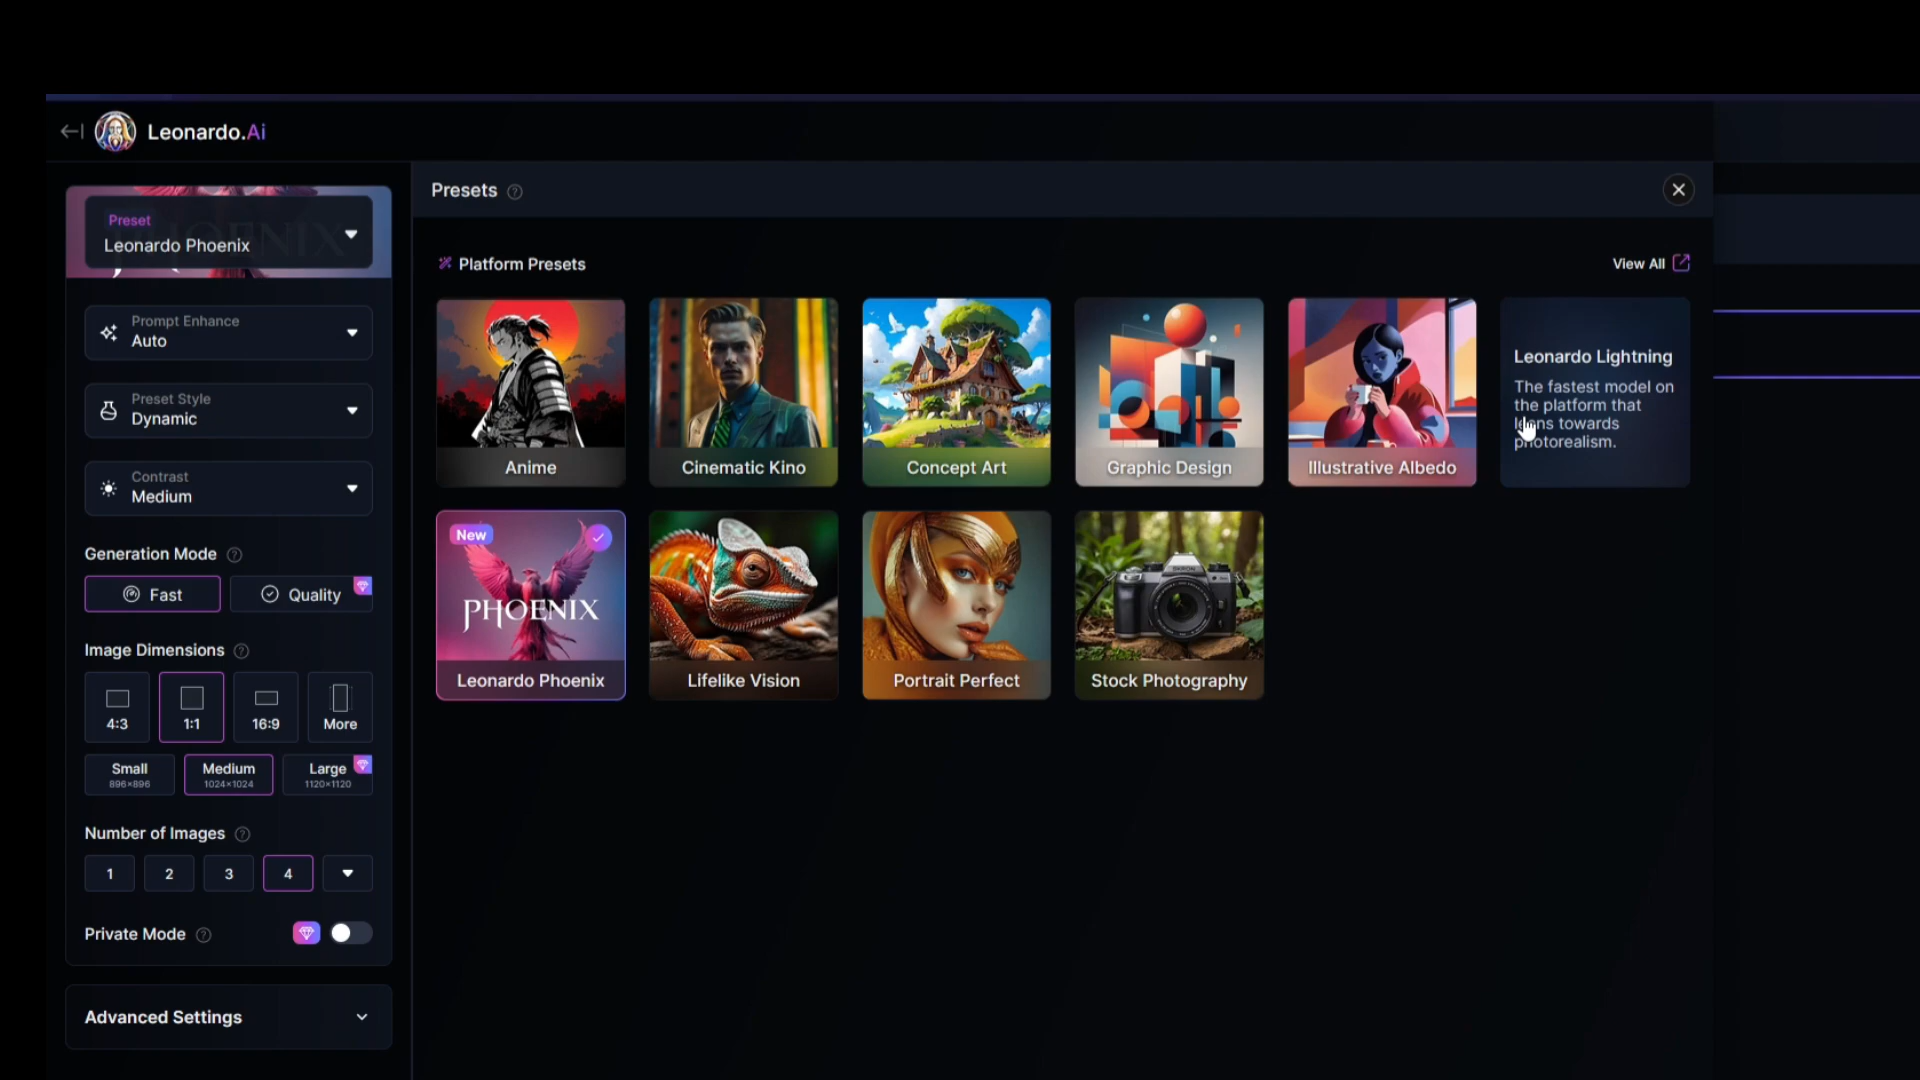 Leonardo.Ai
Preset
Leonardo Phoenix
Prompt Enhance
Auto
Preset Style
Dynamic
Contrast
Medium
Generation Mode
Fast
Quality
Image Dimensions
4:3
1:1
16:9
More
Small
896×896
Medium
1024×1024
Large
1120×1120
Number of Images
1
2
3
4
Private Mode
Advanced Settings
Presets
Platform Presets
View All
Anime
Cinematic Kino
Concept Art
Graphic Design
Illustrative Albedo
Leonardo Lightning
The fastest model on
the platform that
leans towards
photorealism.
New
PHOENIX
Leonardo Phoenix
Lifelike Vision
Portrait Perfect
Stock Photography